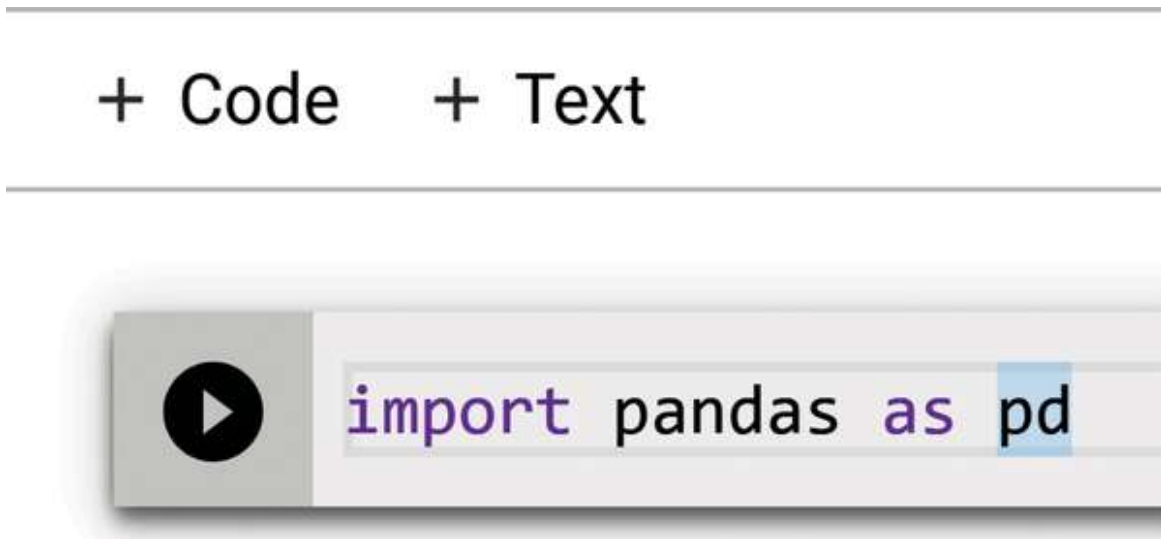 + Code + Text
import pandas as pd